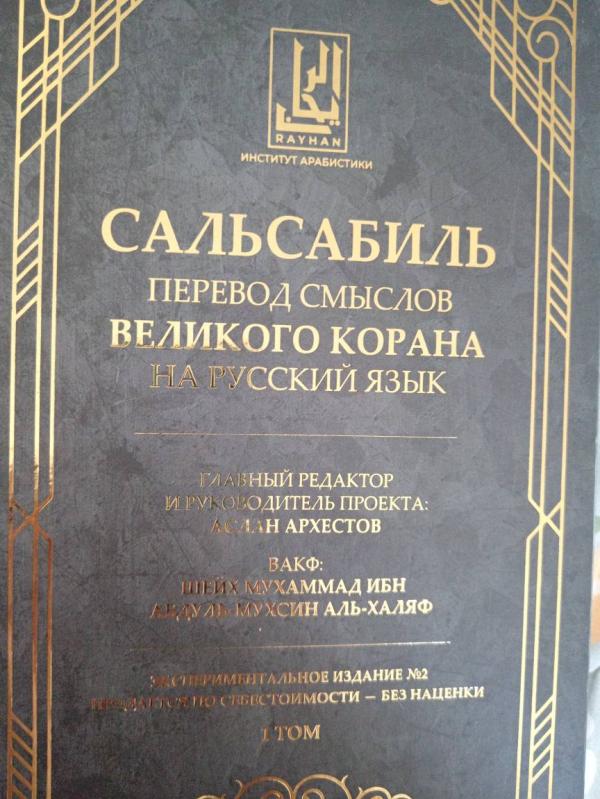 الريحان
RAYHAN
ИНСТИТУТ АРАБИСТИКИ
САЛЬСАБИЛЬ
ПЕРЕВОД СМЫСЛОВ
ВЕЛИКОГО КОРАНА
НА РУССКИЙ ЯЗЫК
ГЛАВНЫЙ РЕДАКТОР
И РУКОВОДИТЕЛЬ ПРОЕКТА:
АСЛАН АРХЕСТОВ
ВАКФ:
ШЕЙХ МУХАММАД ИБН
АБДУЛЬ-МУХСИН АЛЬ-ХАЛЯФ
ЭКСПЕРИМЕНТАЛЬНОЕ ИЗДАНИЕ №2
ПРОДАЕТСЯ ПО СЕБЕСТОИМОСТИ — БЕЗ НАЦЕНКИ
1 ТОМ